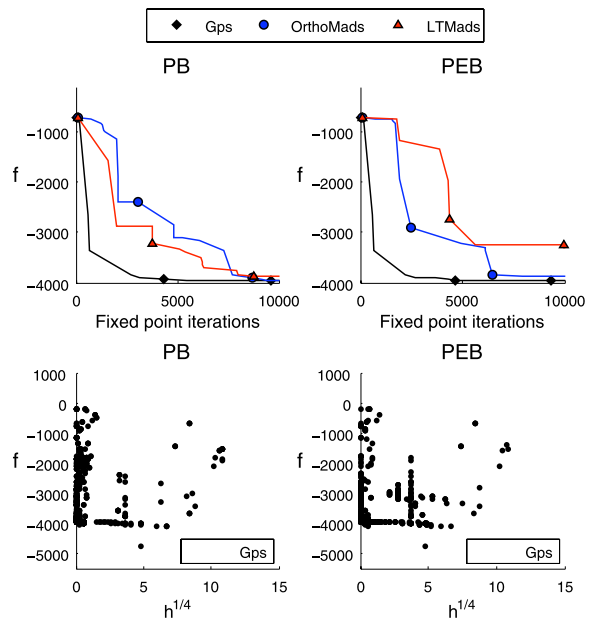 Gps OrthoMads LTMads
PB PEB
−1000 −1000
f −2000 f −2000
−3000 −3000
−4000 −4000
0 5000 10000 0 5000 10000
Fixed point iterations Fixed point iterations
PB PEB
1000 1000
0 0
−1000 −1000
f −2000 f −2000
−3000 −3000
−4000 −4000
−5000 −5000
Gps Gps
0 5 10 15 0 5 10 15
h^1/4 h^1/4